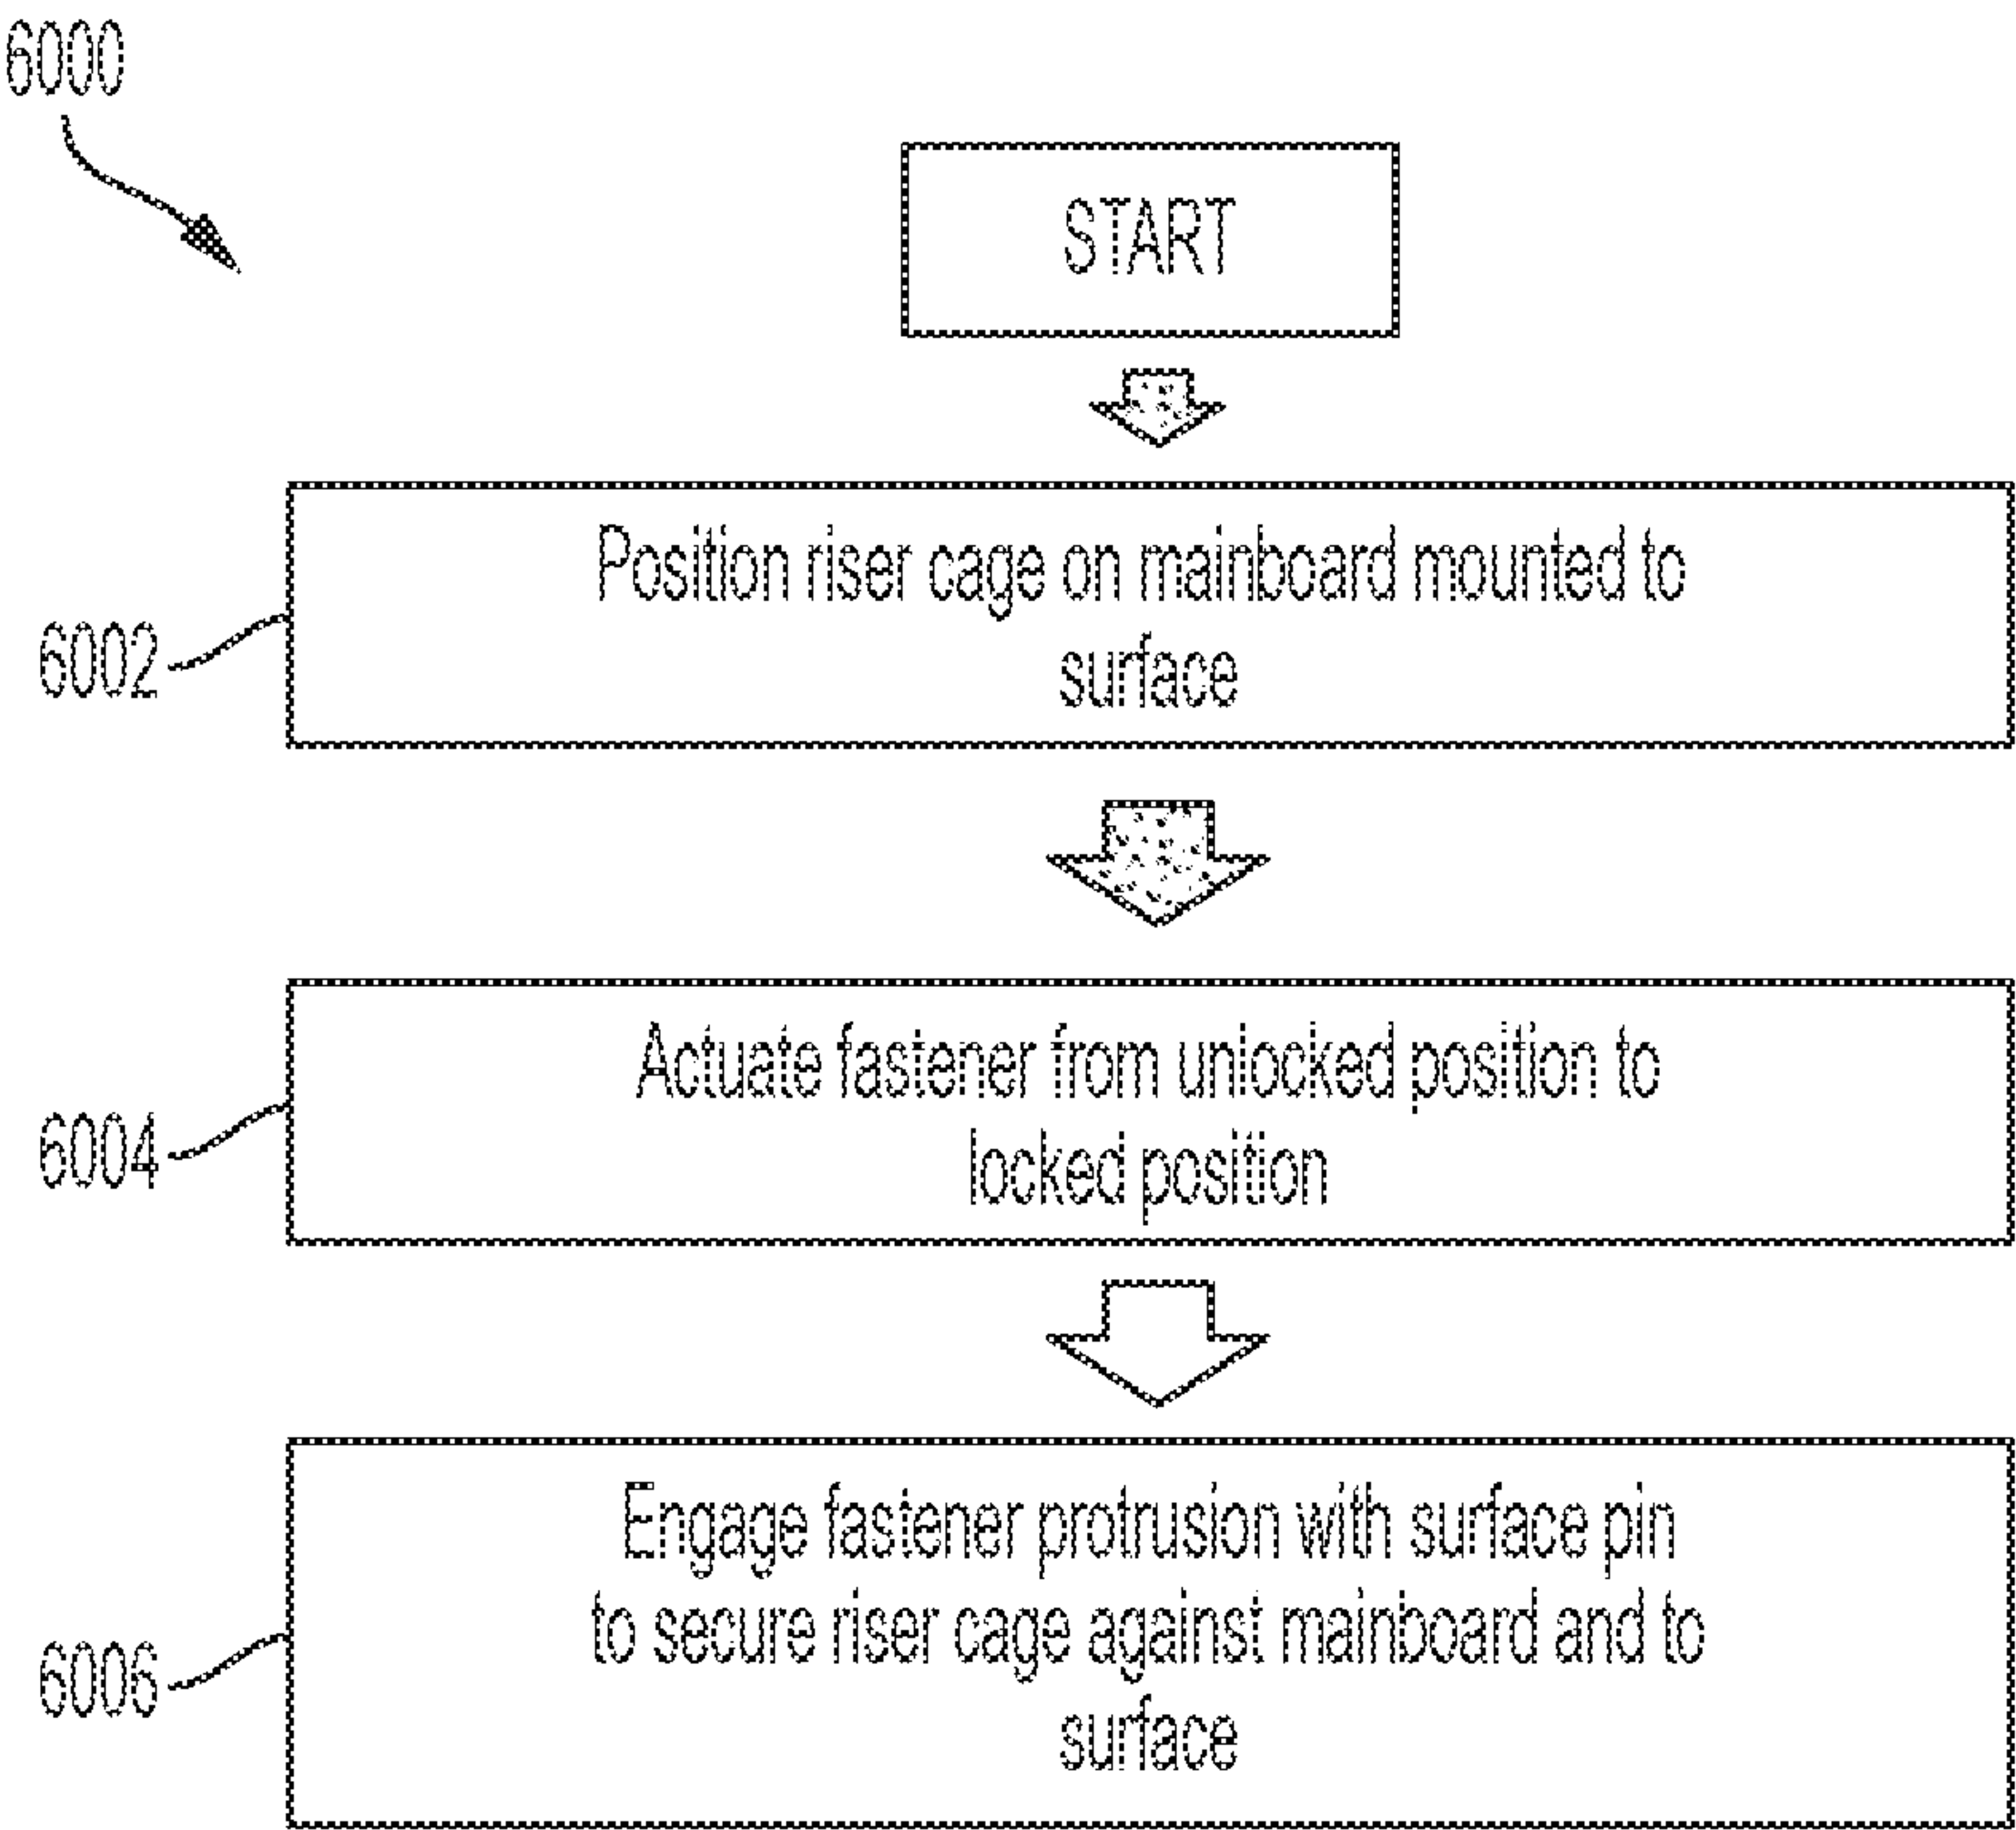 6000
START
Position riser cage on mainboard mounted to
surface
6002
Actuate fastener from unlocked position to
locked position
6004
Engage fastener protrusion with surface pin
to secure riser cage against mainboard and to
surface
6006